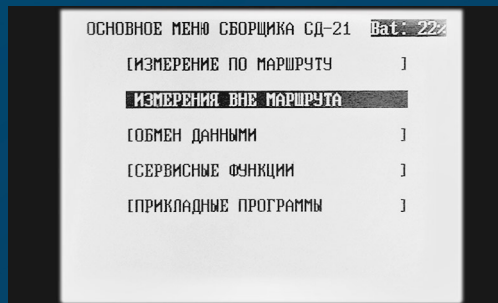 ОСНОВНОЕ МЕНЮ СБОРЩИКА СД-21 Bat: 22%
[ИЗМЕРЕНИЕ ПО МАРШРУТУ ]
ИЗМЕРЕНИЯ ВНЕ МАРШРУТА
[ОБМЕН ДАННЫМИ ]
[СЕРВИСНЫЕ ФУНКЦИИ ]
[ПРИКЛАДНЫЕ ПРОГРАММЫ ]